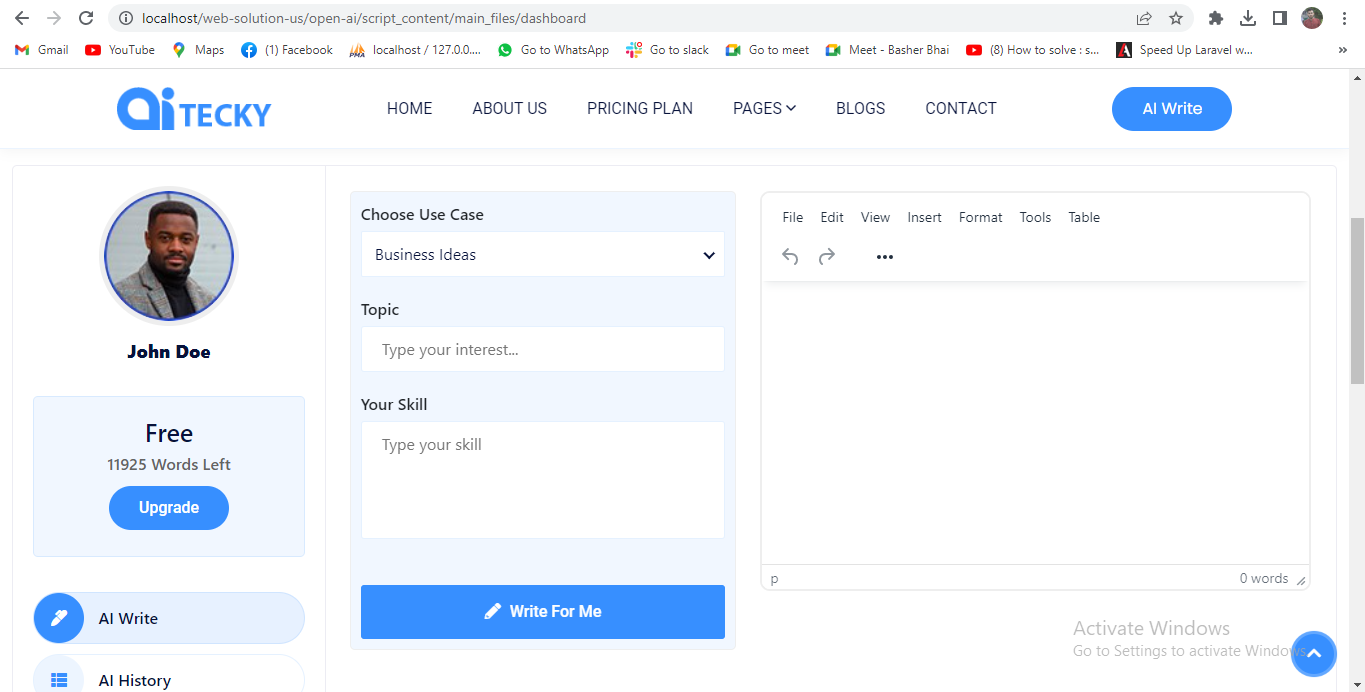 localhost/web-solution-us/open-ai/script_content/main_files/dashboard
Gmail YouTube Maps (1) Facebook localhost / 127.0.0.... Go to WhatsApp Go to slack Go to meet Meet - Basher Bhai (8) How to solve : s... Speed Up Laravel w... »
ai TECKY HOME ABOUT US PRICING PLAN PAGES BLOGS CONTACT AI Write
John Doe
Free
11925 Words Left
Upgrade
AI Write
AI History
Choose Use Case
Business Ideas
Topic
Type your interest...
Your Skill
Type your skill
Write For Me
File Edit View Insert Format Tools Table
p 0 words
Activate Windows
Go to Settings to activate Windows.